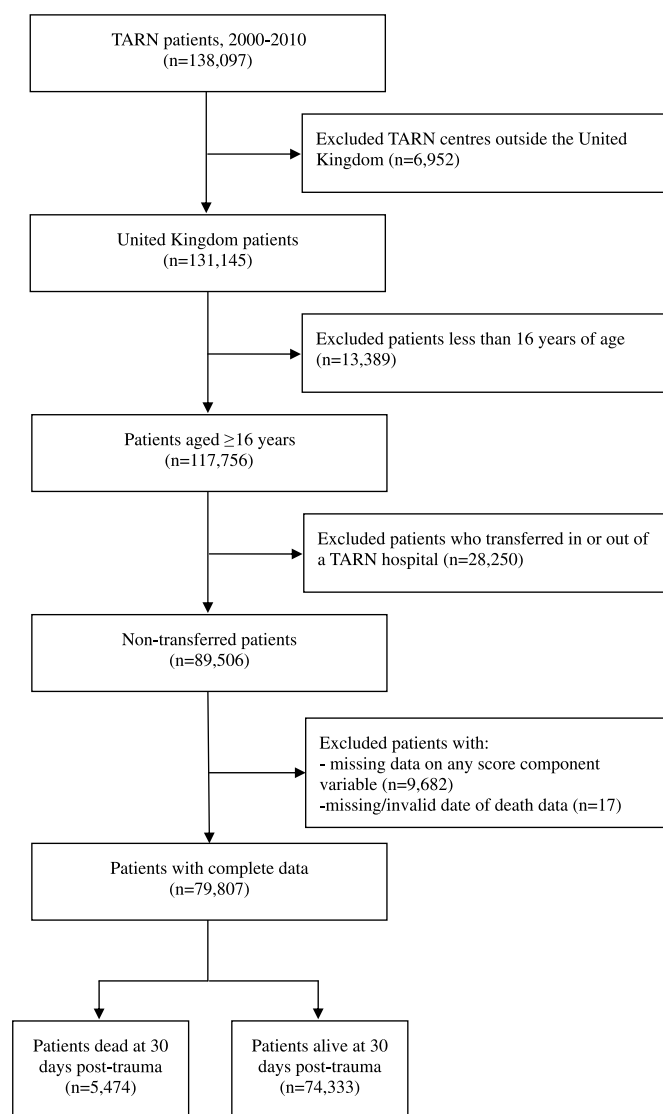 TARN patients, 2000-2010
(n=138,097)
Excluded TARN centres outside the United
Kingdom (n=6,952)
United Kingdom patients
(n=131,145)
Excluded patients less than 16 years of age
(n=13,389)
Patients aged ≥16 years
(n=117,756)
Excluded patients who transferred in or out of
a TARN hospital (n=28,250)
Non-transferred patients
(n=89,506)
Excluded patients with:
- missing data on any score component
variable (n=9,682)
-missing/invalid date of death data (n=17)
Patients with complete data
(n=79,807)
Patients dead at 30
days post-trauma
(n=5,474)
Patients alive at 30
days post-trauma
(n=74,333)